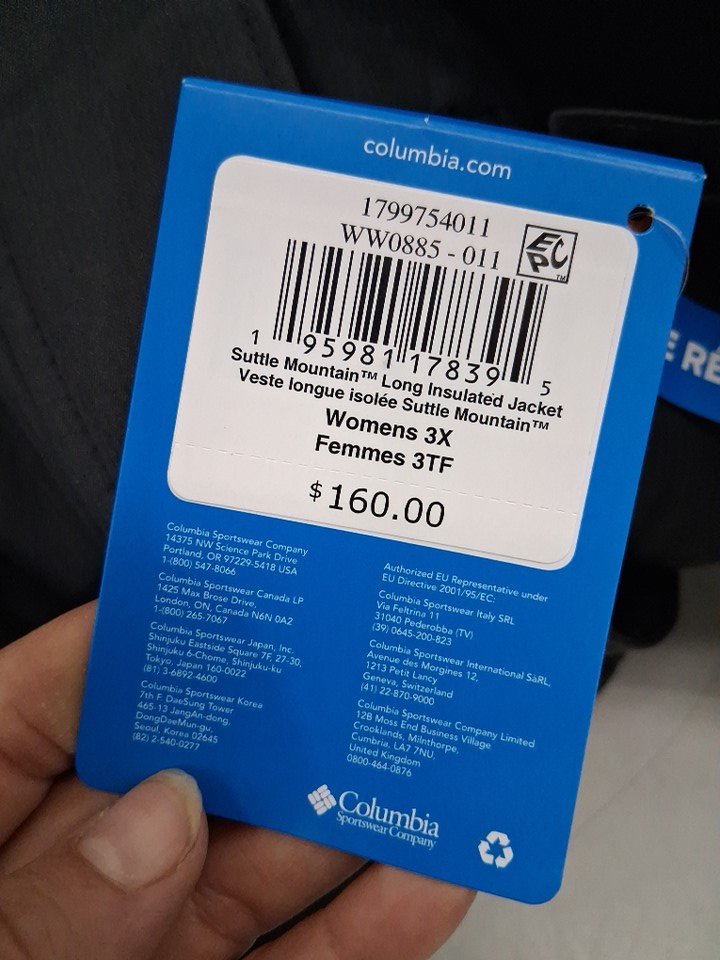 columbia.com
1799754011
WW0885 - 011
EPC
TM
1 95981 17839 5
Suttle Mountain™ Long Insulated Jacket
Veste longue isolée Suttle Mountain™
Womens 3X
Femmes 3TF
$160.00
Columbia Sportswear Company
14375 NW Science Park Drive
Portland, OR 97229-5418 USA
1-(800) 547-8066
Columbia Sportswear Canada LP
1425 Max Brose Drive,
London, ON, Canada N6N 0A2
1-(800) 265-7067
Columbia Sportswear Japan, Inc.
Shinjuku Eastside Square 7F, 27-30,
Shinjuku 6-Chome, Shinjuku-ku
Tokyo, Japan 160-0022
(81) 3-6892-4600
Columbia Sportswear Korea
7th F. DaeSung Tower
465-13 JangAn-dong,
DongDaeMun-gu,
Seoul, Korea 02645
(82) 2-540-0277
Authorized EU Representative under
EU Directive 2001/95/EC:
Columbia Sportswear Italy SRL
Via Feltrina 11
31040 Pederobba (TV)
(39) 0645-200-823
Columbia Sportswear International SàRL,
Avenue des Morgines 12,
1213 Petit Lancy
Geneva, Switzerland
(41) 22-870-9000
Columbia Sportswear Company Limited
12B Moss End Business Village
Crooklands, Milnthorpe,
Cumbria, LA7 7NU,
United Kingdom
0800-464-0876
Columbia
Sportswear Company
E RÉ